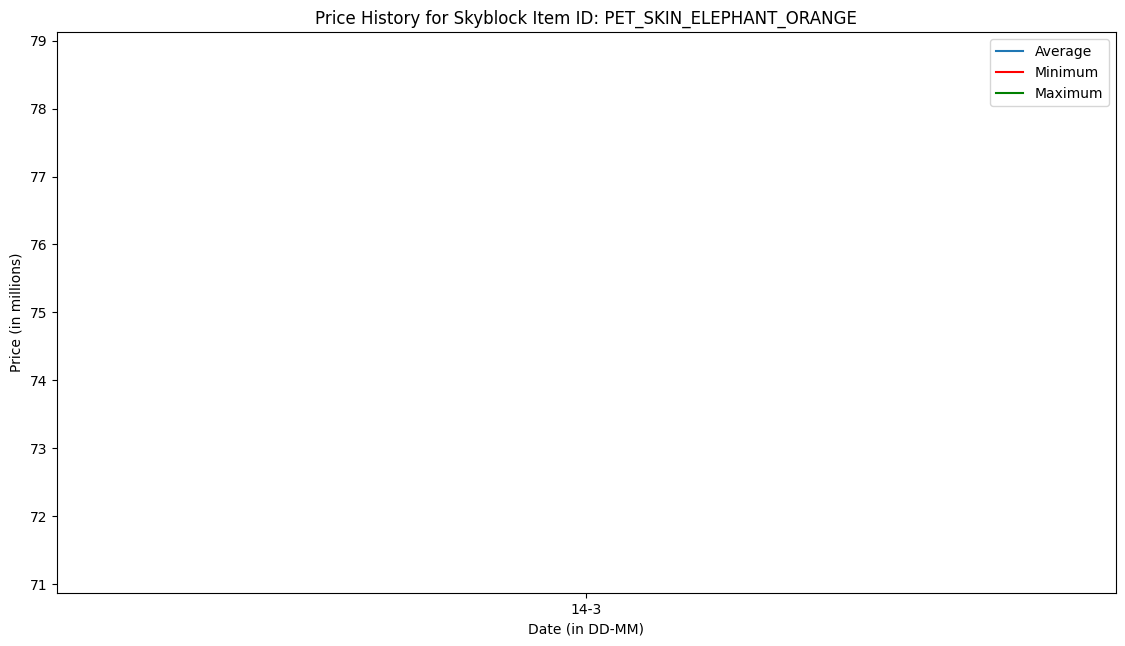 Price History for Skyblock Item ID: PET_SKIN_ELEPHANT_ORANGE
Average
Minimum
Maximum
79
78
77
76
75
74
73
72
71
Price (in millions)
14-3
Date (in DD-MM)